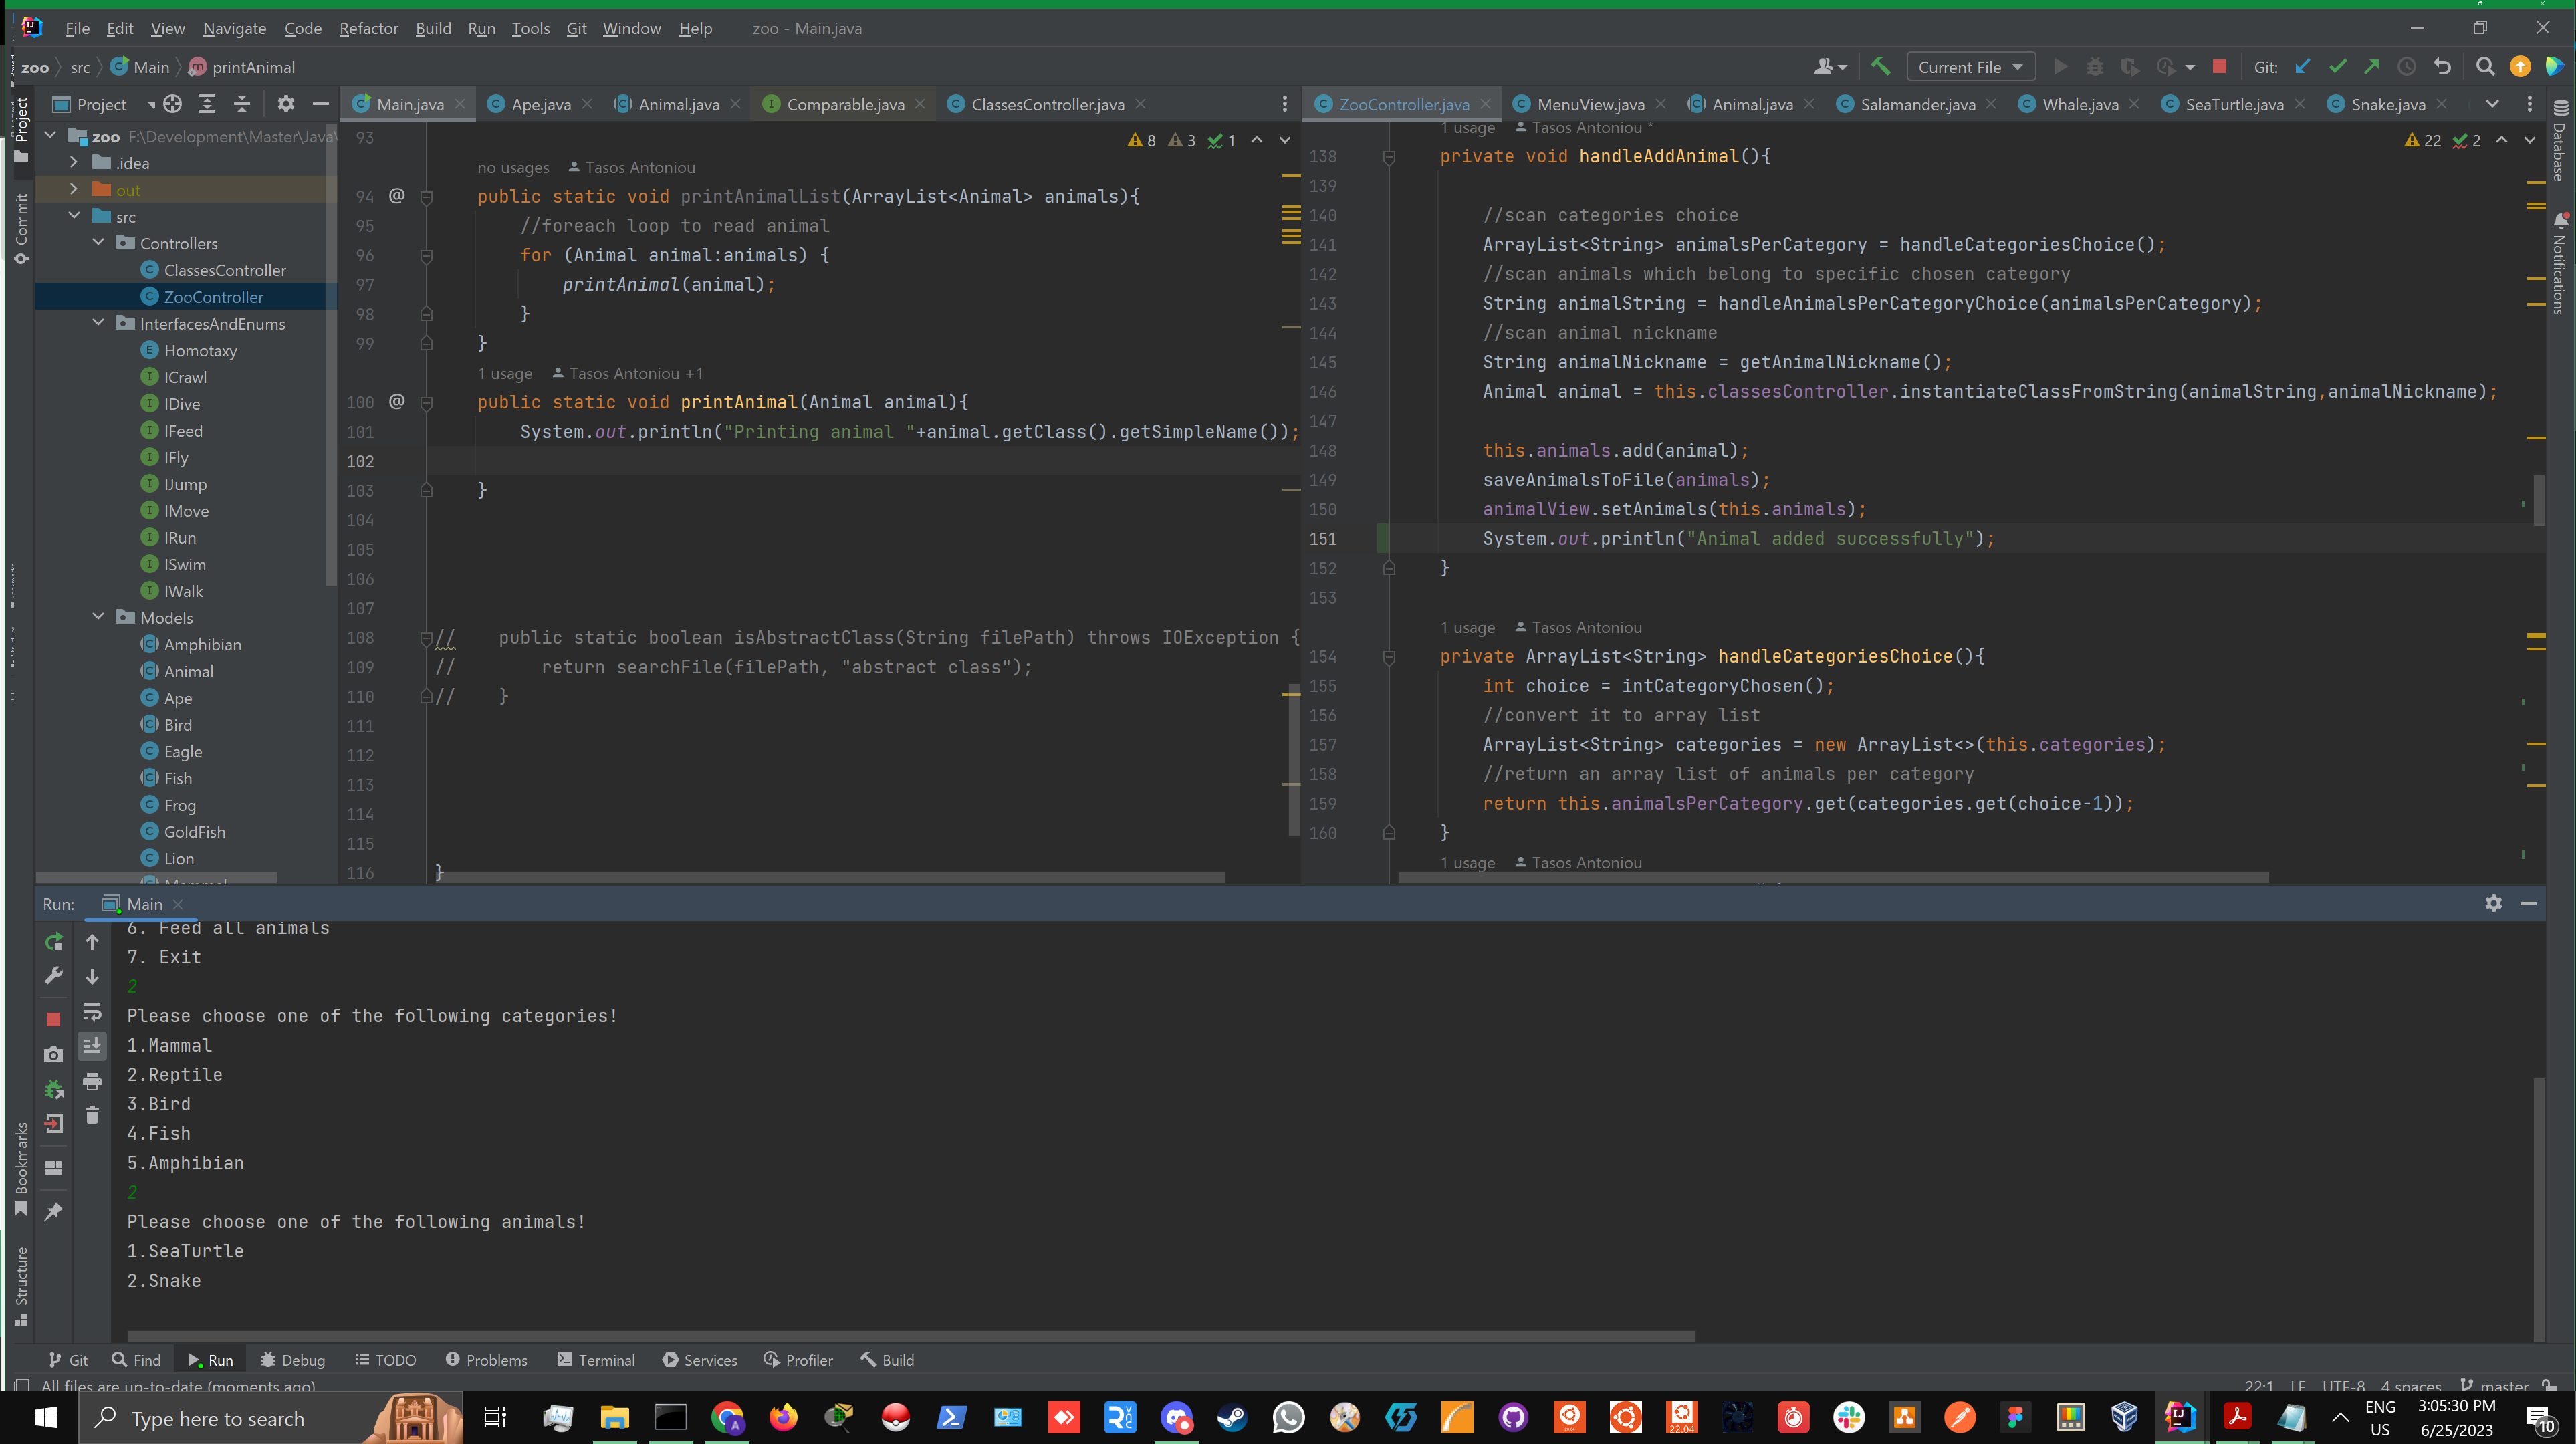 File Edit View Navigate Code Refactor Build Run Tools Git Window Help zoo - Main.java
zoo src Main printAnimal
Current File
Git:
Project
Main.java Ape.java Animal.java Comparable.java ClassesController.java
ZooController.java MenuView.java Animal.java Salamander.java Whale.java SeaTurtle.java Snake.java
Project
Commit
Bookmarks
Structure
Database
Notifications
zoo F:\Development\Master\Java\
.idea
out
src
Controllers
ClassesController
ZooController
InterfacesAndEnums
Homotaxy
ICrawl
IDive
IFeed
IFly
IJump
IMove
IRun
ISwim
IWalk
Models
Amphibian
Animal
Ape
Bird
Eagle
Fish
Frog
GoldFish
Lion
Mammal
8 3 1
93
no usages Tasos Antoniou
94 @ public static void printAnimalList(ArrayList<Animal> animals){
95 //foreach loop to read animal
96 for (Animal animal:animals) {
97 printAnimal(animal);
98 }
99 }
1 usage Tasos Antoniou +1
100 @ public static void printAnimal(Animal animal){
101 System.out.println("Printing animal "+animal.getClass().getSimpleName());
102
103 }
104
105
106
107
108 // public static boolean isAbstractClass(String filePath) throws IOException {
109 // return searchFile(filePath, "abstract class");
110 // }
111
112
113
114
115
116 }
22 2
1 usage Tasos Antoniou *
138 private void handleAddAnimal(){
139
140 //scan categories choice
141 ArrayList<String> animalsPerCategory = handleCategoriesChoice();
142 //scan animals which belong to specific chosen category
143 String animalString = handleAnimalsPerCategoryChoice(animalsPerCategory);
144 //scan animal nickname
145 String animalNickname = getAnimalNickname();
146 Animal animal = this.classesController.instantiateClassFromString(animalString,animalNickname);
147
148 this.animals.add(animal);
149 saveAnimalsToFile(animals);
150 animalView.setAnimals(this.animals);
151 System.out.println("Animal added successfully");
152 }
153
1 usage Tasos Antoniou
154 private ArrayList<String> handleCategoriesChoice(){
155 int choice = intCategoryChosen();
156 //convert it to array list
157 ArrayList<String> categories = new ArrayList<>(this.categories);
158 //return an array list of animals per category
159 return this.animalsPerCategory.get(categories.get(choice-1));
160 }
1 usage Tasos Antoniou
Run: Main
6. Feed all animals
7. Exit
2
Please choose one of the following categories!
1.Mammal
2.Reptile
3.Bird
4.Fish
5.Amphibian
2
Please choose one of the following animals!
1.SeaTurtle
2.Snake
Git Find Run Debug TODO Problems Terminal Services Profiler Build
All files are up-to-date (moments ago)
22:1 LF UTF-8 4 spaces master
Type here to search
22.04
ENG
US
3:05:30 PM
6/25/2023
10